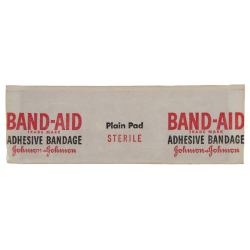 BAND-AID
TRADE MARK
ADHESIVE BANDAGE
Johnson & Johnson
Plain Pad
STERILE
BAND-AID
TRADE MARK
ADHESIVE BANDAGE
Johnson & Johnson